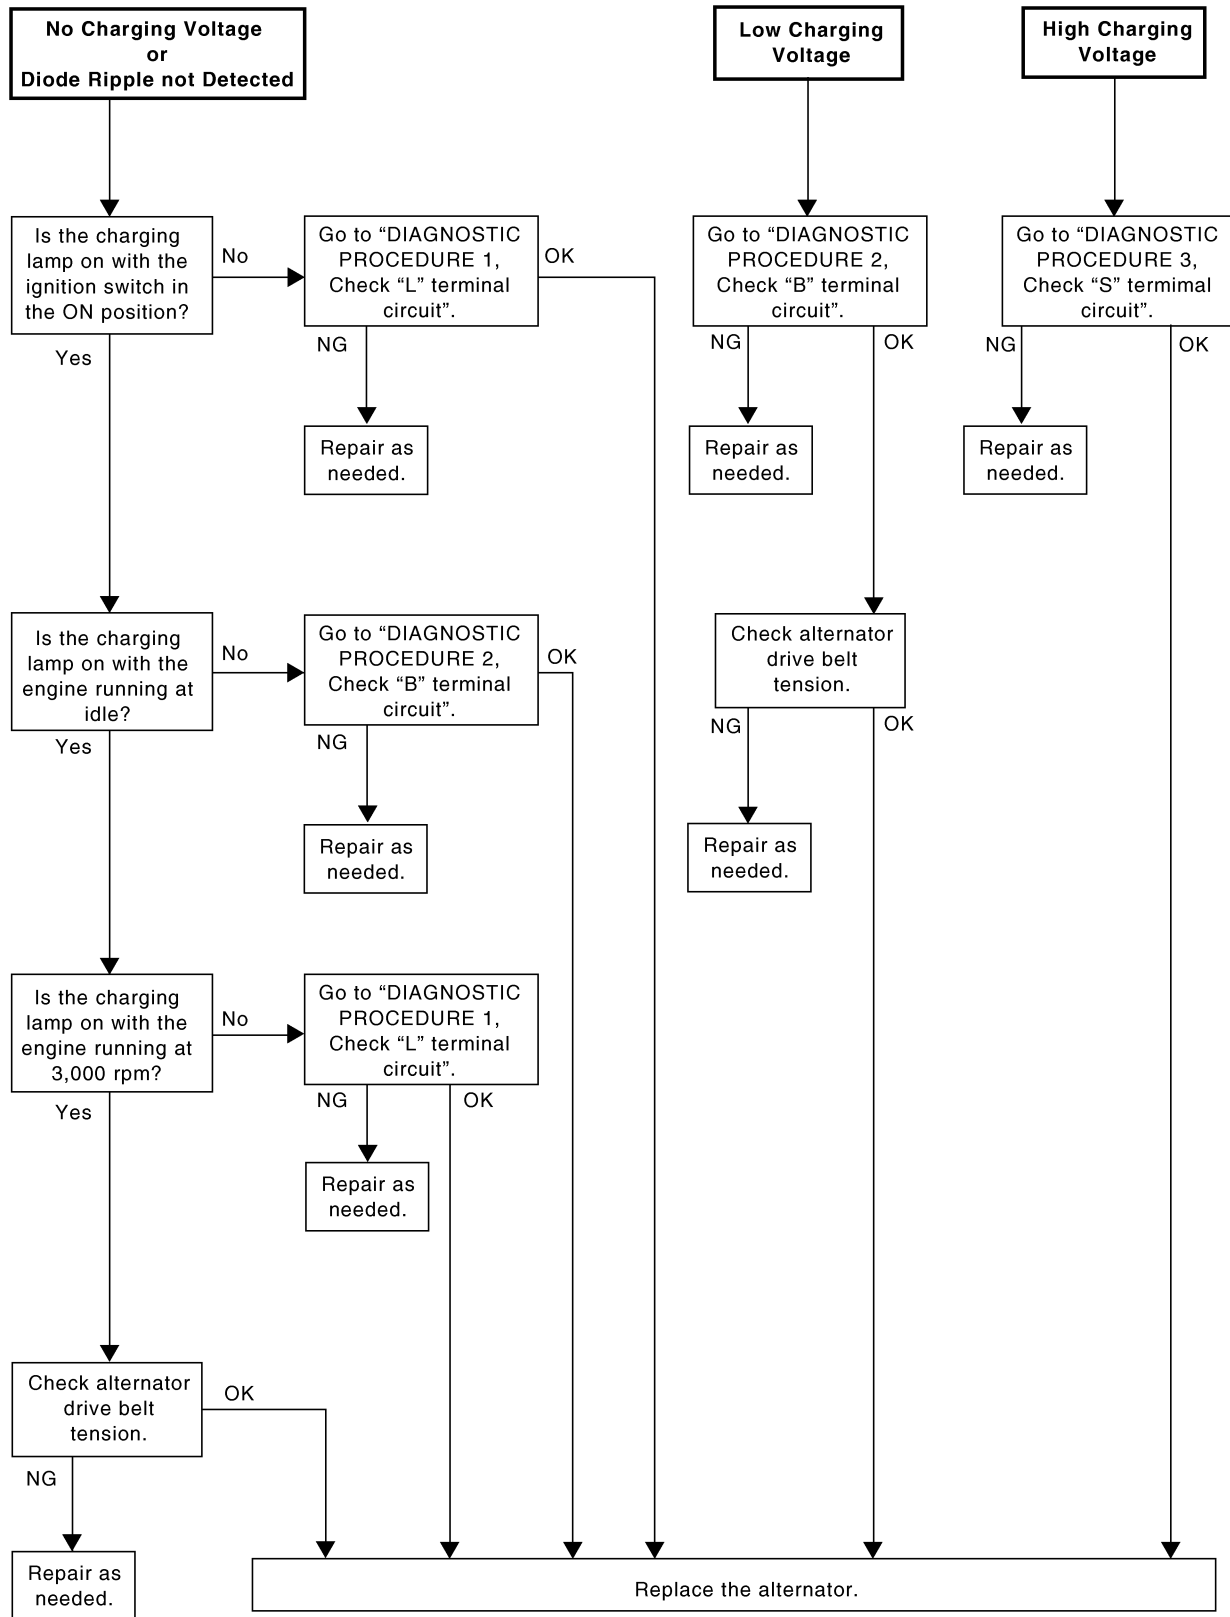 No Charging Voltage
or
Diode Ripple not Detected
Low Charging
Voltage
High Charging
Voltage
Is the charging
lamp on with the
ignition switch in
the ON position?
No
Go to “DIAGNOSTIC
PROCEDURE 1,
Check “L” terminal
circuit”.
OK
Go to “DIAGNOSTIC
PROCEDURE 2,
Check “B” terminal
circuit”.
Go to “DIAGNOSTIC
PROCEDURE 3,
Check “S” termimal
circuit”.
Yes
NG
NG
OK
NG
OK
Repair as
needed.
Repair as
needed.
Repair as
needed.
Is the charging
lamp on with the
engine running at
idle?
No
Go to “DIAGNOSTIC
PROCEDURE 2,
Check “B” terminal
circuit”.
OK
Check alternator
drive belt
tension.
Yes
NG
NG
OK
Repair as
needed.
Repair as
needed.
Is the charging
lamp on with the
engine running at
3,000 rpm?
No
Go to “DIAGNOSTIC
PROCEDURE 1,
Check “L” terminal
circuit”.
Yes
NG
OK
Repair as
needed.
Check alternator
drive belt
tension.
OK
NG
Repair as
needed.
Replace the alternator.